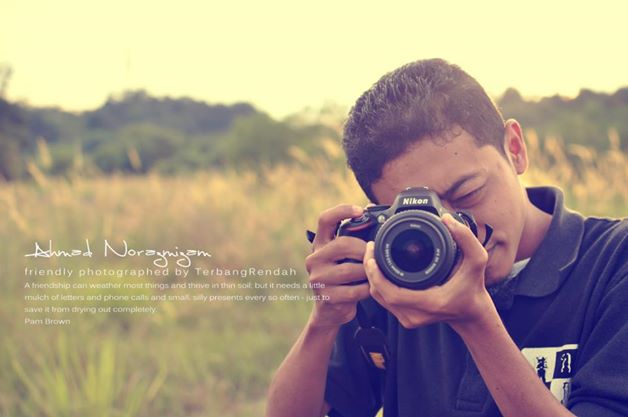 Nikon
Ahmad Noraznizam
friendly photographed by TerbangRendah
A friendship can weather most things and thrive in thin soil; but it needs a little
mulch of letters and phone calls and small, silly presents every so often - just to
save it from drying out completely.
Pam Brown